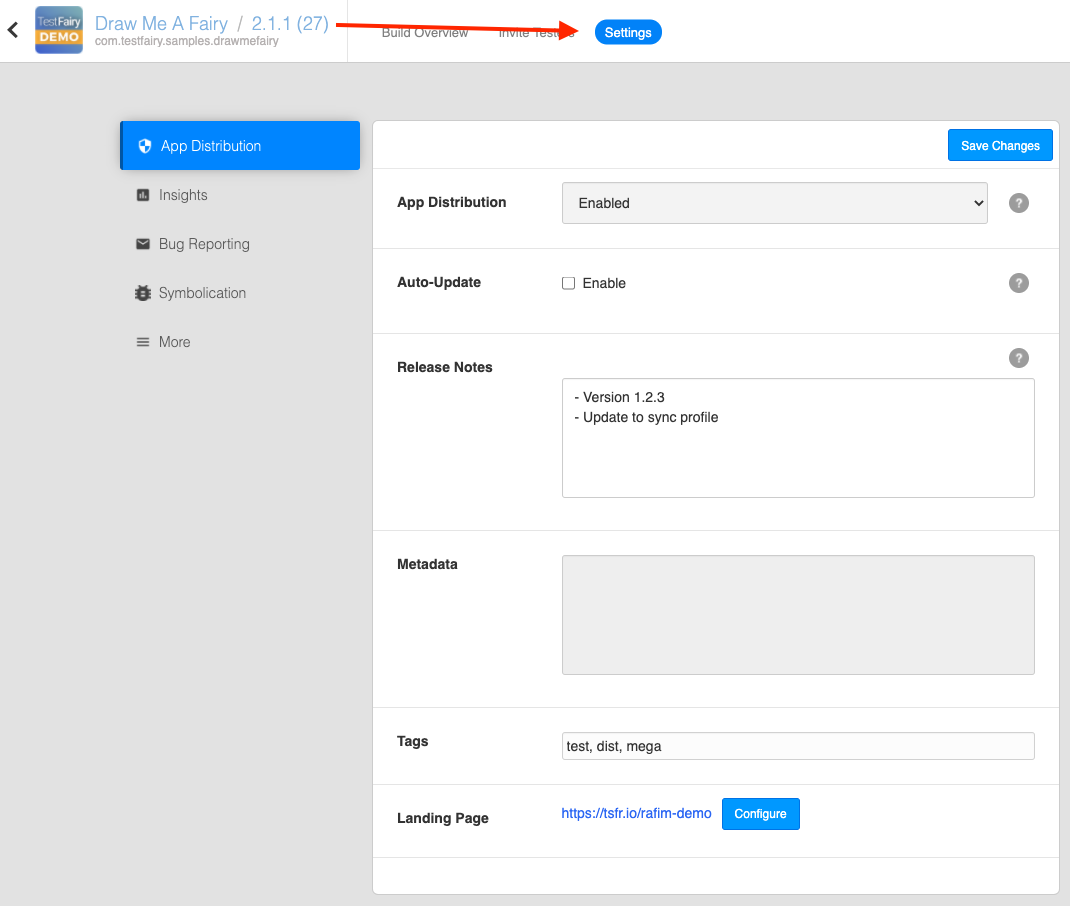 TestFairy
DEMO
Draw Me A Fairy / 2.1.1 (27)
com.testfairy.samples.drawmefairy
Build Overview
Invite Testers
Settings
App Distribution
Insights
Bug Reporting
Symbolication
More
Save Changes
App Distribution
Enabled
?
Auto-Update
Enable
?
Release Notes
?
- Version 1.2.3
- Update to sync profile
Metadata
Tags
test, dist, mega
Landing Page
https://tsfr.io/rafim-demo
Configure